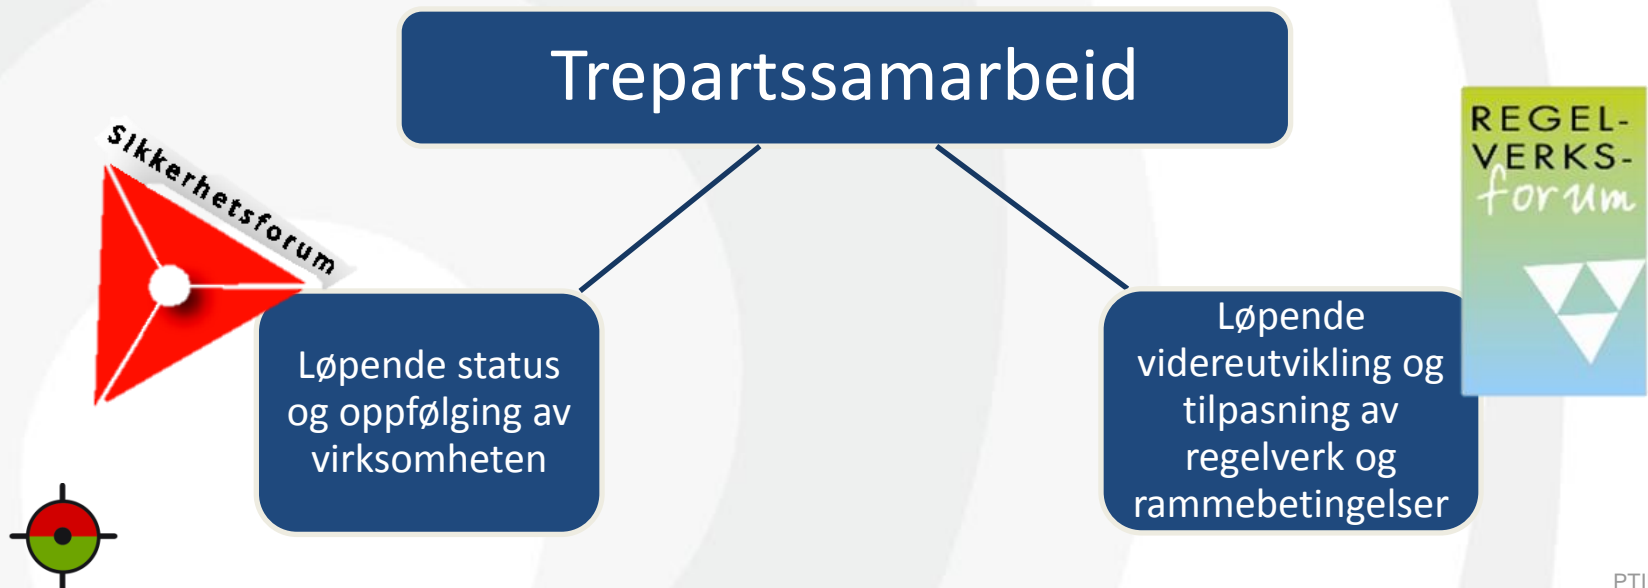 Trepartssamarbeid
Sikkerhetsforum
REGEL-
VERKS-
forum
Løpende status
og oppfølging av
virksomheten
Løpende
videreutvikling og
tilpasning av
regelverk og
rammebetingelser
PTI